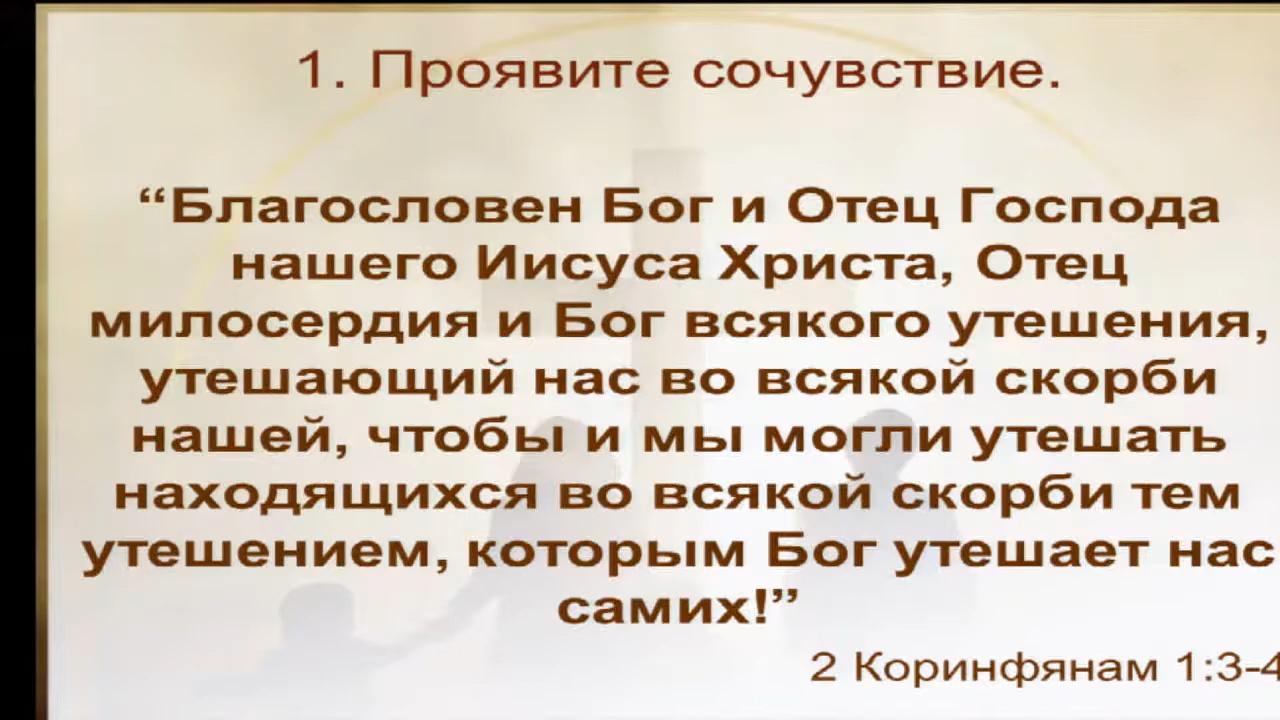 1. Проявите сочувствие.
“Благословен Бог и Отец Господа
нашего Иисуса Христа, Отец
милосердия и Бог всякого утешения,
утешающий нас во всякой скорби
нашей, чтобы и мы могли утешать
находящихся во всякой скорби тем
утешением, которым Бог утешает нас
самих!”
2 Коринфянам 1:3-4